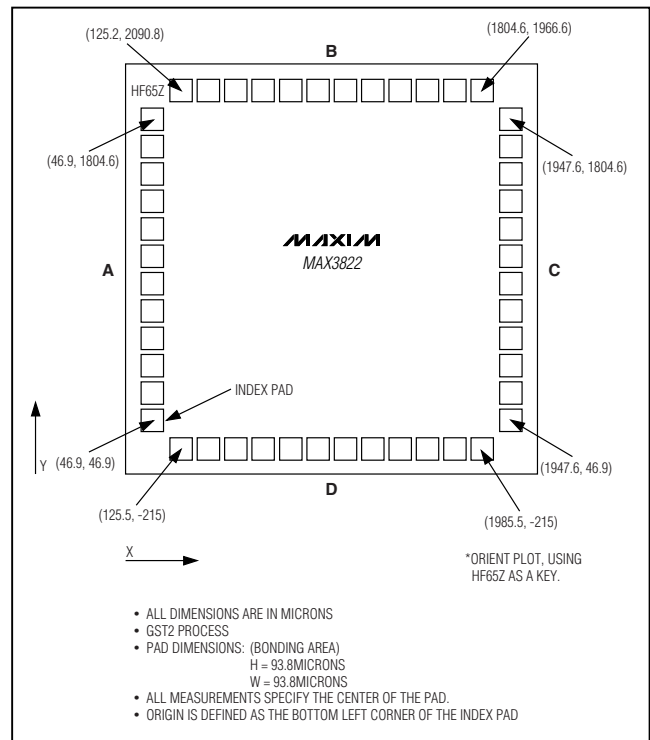 (125.2, 2090.8)
B
(1804.6, 1966.6)
HF65Z
(46.9, 1804.6)
(1947.6, 1804.6)
MAXIM
MAX3822
A
C
INDEX PAD
Y
(46.9, 46.9)
(1947.6, 46.9)
D
(125.5, -215)
(1985.5, -215)
X
*ORIENT PLOT, USING
HF65Z AS A KEY.
• ALL DIMENSIONS ARE IN MICRONS
• GST2 PROCESS
• PAD DIMENSIONS: (BONDING AREA)
H = 93.8MICRONS
W = 93.8MICRONS
• ALL MEASUREMENTS SPECIFY THE CENTER OF THE PAD.
• ORIGIN IS DEFINED AS THE BOTTOM LEFT CORNER OF THE INDEX PAD